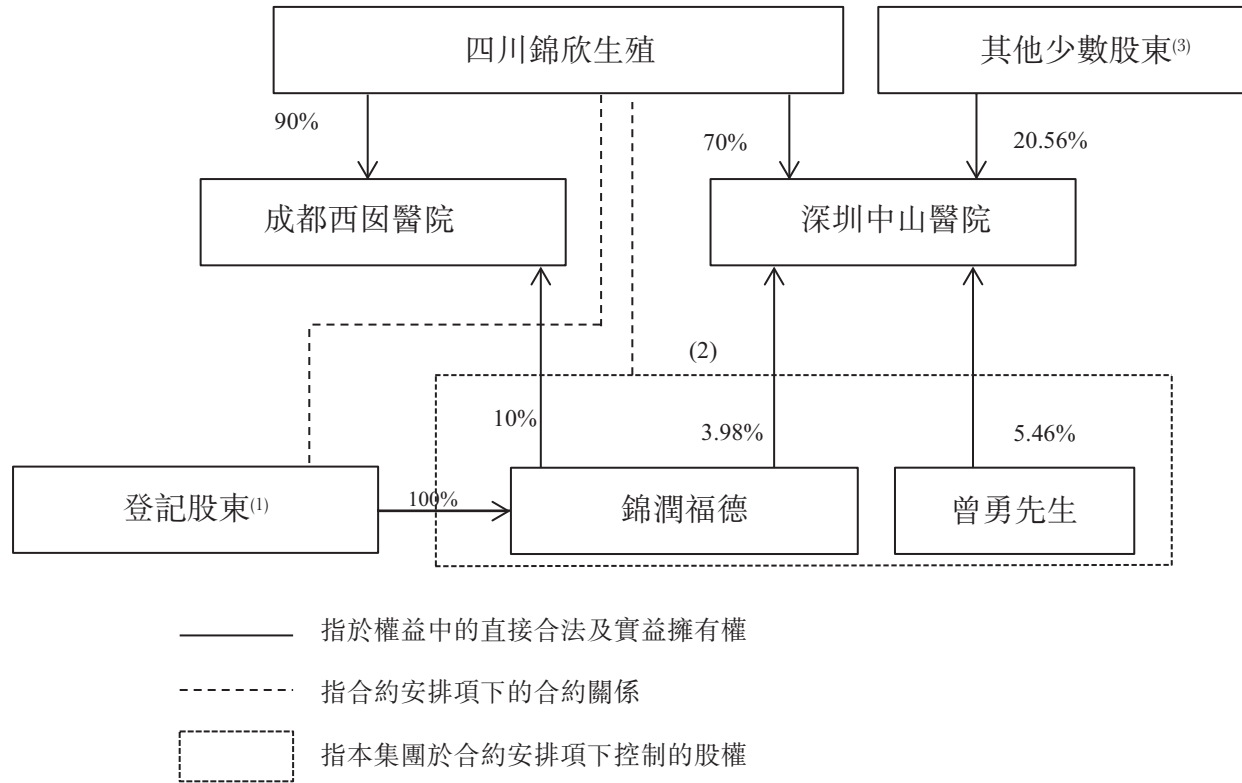 四川錦欣生殖
其他少數股東(3)
90%
70%
20.56%
成都西囡醫院
深圳中山醫院
(2)
10%
3.98%
5.46%
登記股東(1)
100%
錦潤福德
曾勇先生
指於權益中的直接合法及實益擁有權
指合約安排項下的合約關係
指本集團於合約安排項下控制的股權